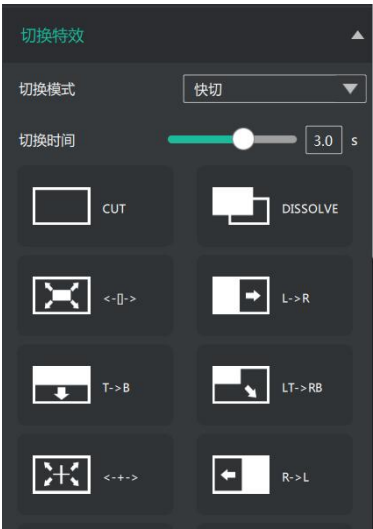 切换特效
切换模式 快切
切换时间 3.0 s
CUT DISSOLVE
<-[]-> L->R
T->B LT->RB
<-+-> R->L